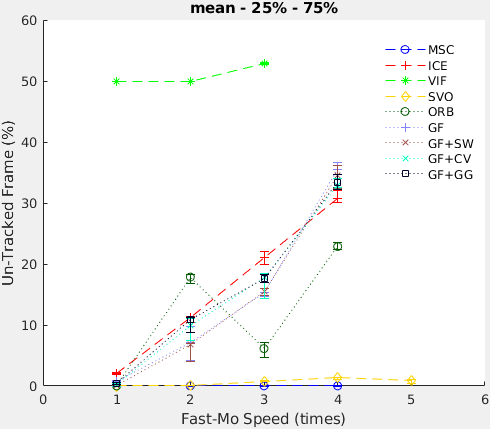 mean - 25% - 75%
60
50
40
30
20
10
0
Un-Tracked Frame (%)
MSC
ICE
VIF
SVO
ORB
GF
GF+SW
GF+CV
GF+GG
0 1 2 3 4 5 6
Fast-Mo Speed (times)